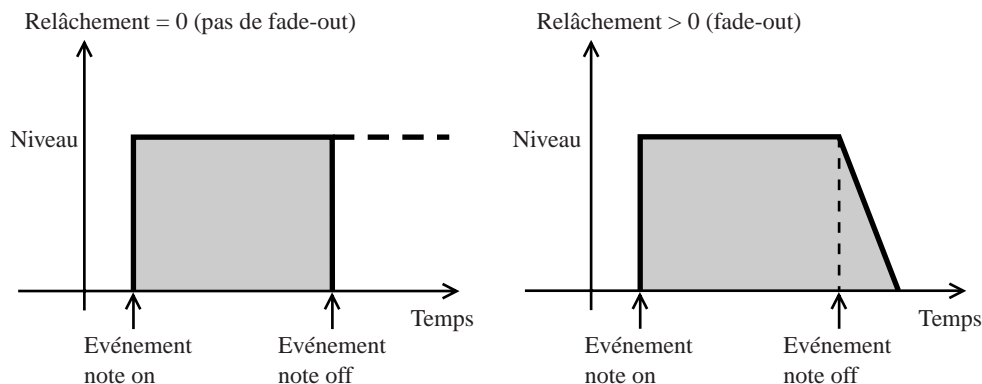 Relâchement = 0 (pas de fade-out)
Niveau
Temps
Evénement
note on
Evénement
note off
Relâchement > 0 (fade-out)
Niveau
Temps
Evénement
note on
Evénement
note off